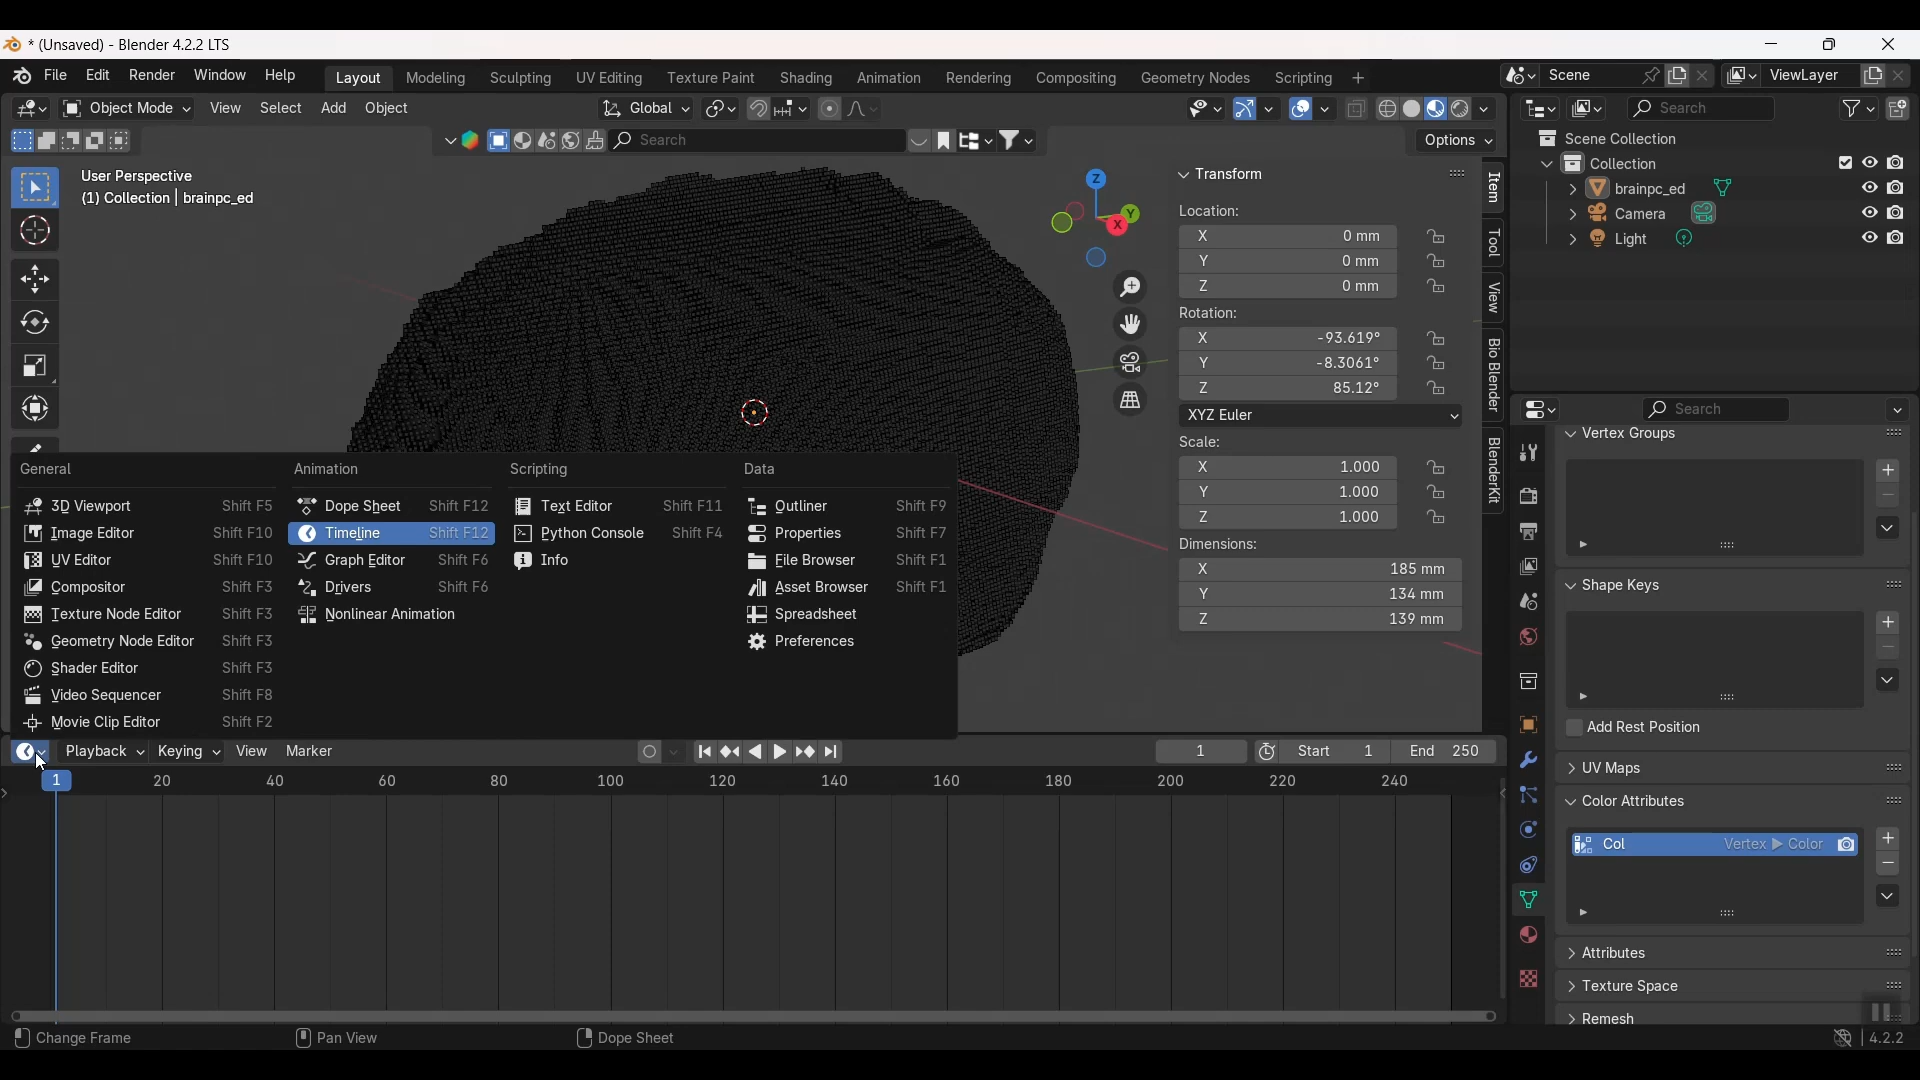 * (Unsaved) - Blender 4.2.2 LTS
File Edit Render Window Help Layout Modeling Sculpting UV Editing Texture Paint Shading Animation Rendering Compositing Geometry Nodes Scripting + Scene ViewLayer
Object Mode View Select Add Object Global Search
Search Options
User Perspective
(1) Collection | brainpc_ed
Z
Y
X
Transform
Location:
X 0 mm
Y 0 mm
Z 0 mm
Rotation:
X -93.619°
Y -8.3061°
Z 85.12°
XYZ Euler
Scale:
X 1.000
Y 1.000
Z 1.000
Dimensions:
X 185 mm
Y 134 mm
Z 139 mm
Item
Tool
View
Bio Blender
BlenderKit
Scene Collection
Collection
brainpc_ed
Camera
Light
Search
Vertex Groups
Shape Keys
Add Rest Position
UV Maps
Color Attributes
Col Vertex ▶ Color
Attributes
Texture Space
Remesh
General
3D Viewport Shift F5
Image Editor Shift F10
UV Editor Shift F10
Compositor Shift F3
Texture Node Editor Shift F3
Geometry Node Editor Shift F3
Shader Editor Shift F3
Video Sequencer Shift F8
Movie Clip Editor Shift F2
Animation
Dope Sheet Shift F12
Timeline Shift F12
Graph Editor Shift F6
Drivers Shift F6
Nonlinear Animation
Scripting
Text Editor Shift F11
Python Console Shift F4
Info
Data
Outliner Shift F9
Properties Shift F7
File Browser Shift F1
Asset Browser Shift F1
Spreadsheet
Preferences
Playback Keying View Marker 1 Start 1 End 250
1 20 40 60 80 100 120 140 160 180 200 220 240
Change Frame Pan View Dope Sheet 4.2.2